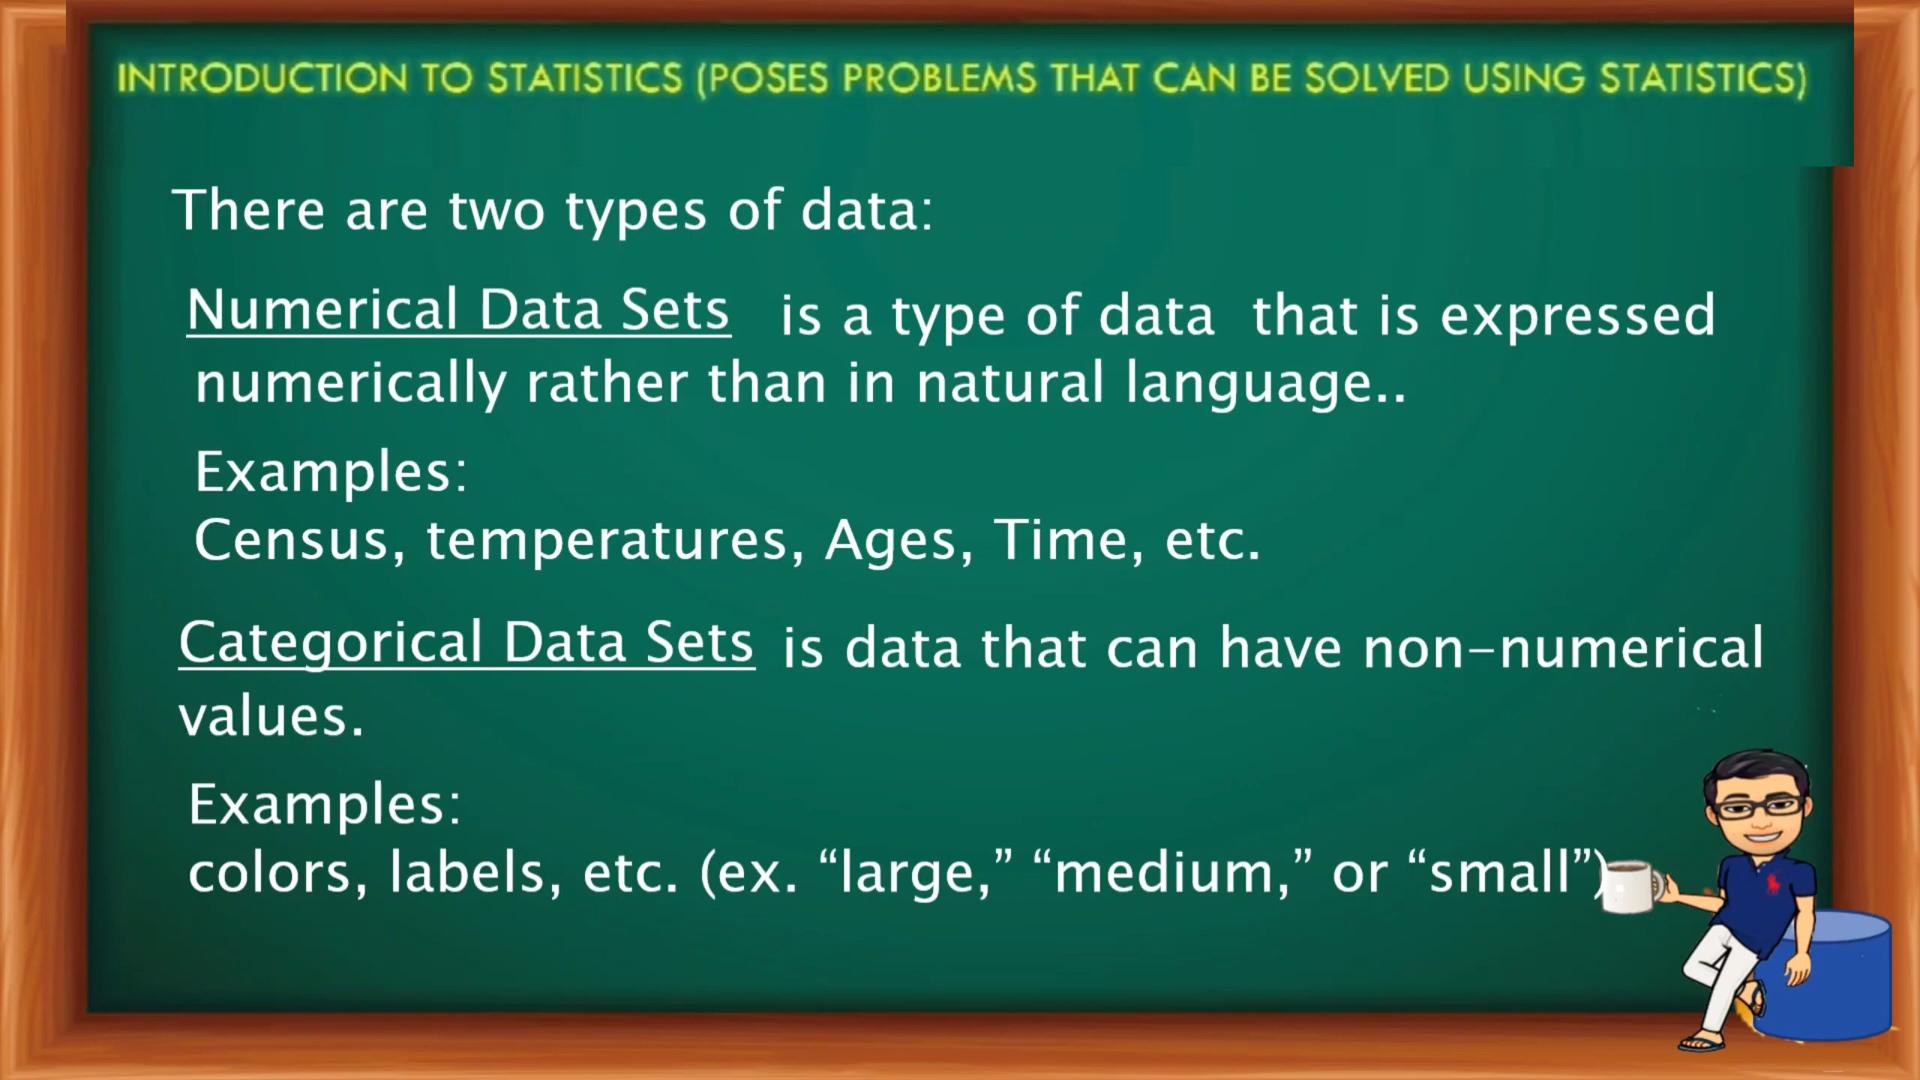 INTRODUCTION TO STATISTICS (POSES PROBLEMS THAT CAN BE SOLVED USING STATISTICS)
There are two types of data:
Numerical Data Sets is a type of data that is expressed
numerically rather than in natural language..
Examples:
Census, temperatures, Ages, Time, etc.
Categorical Data Sets is data that can have non-numerical
values.
Examples:
colors, labels, etc. (ex. “large,” “medium,” or “small”).